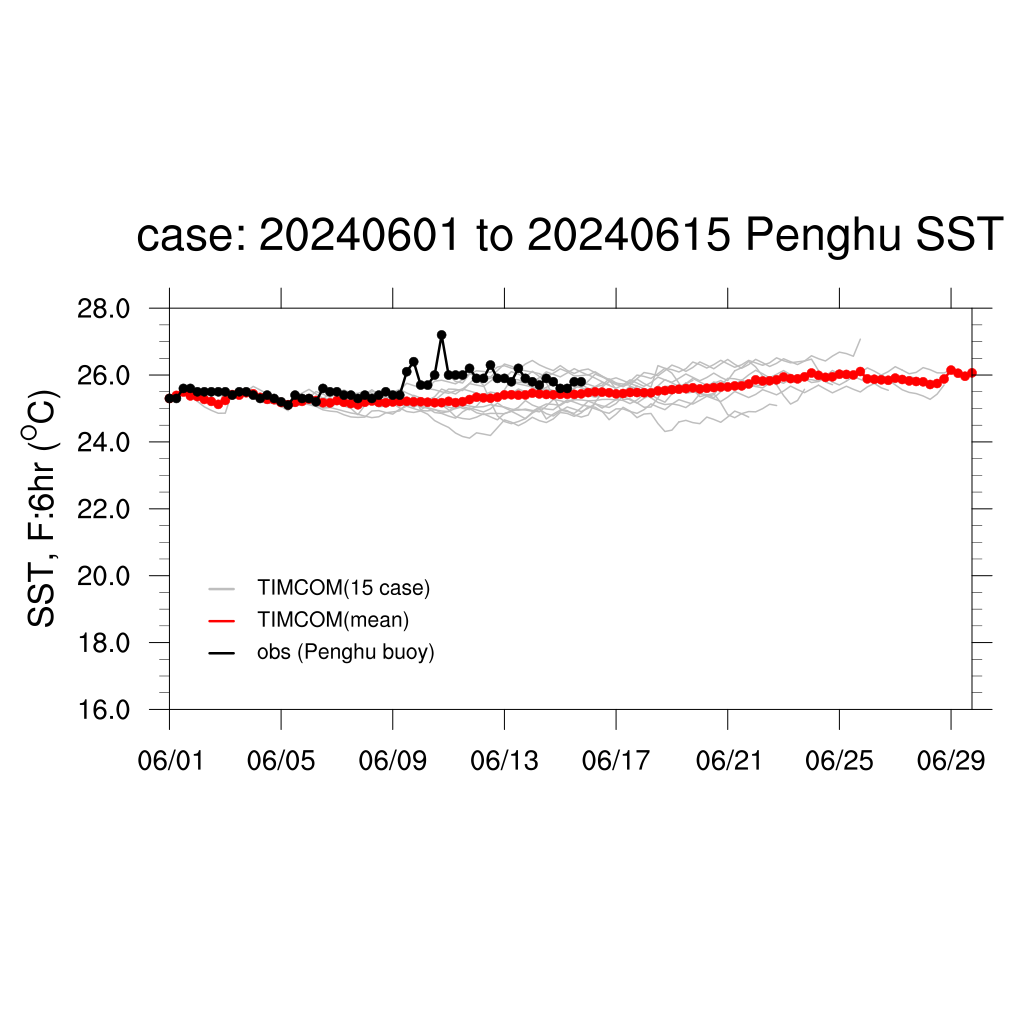 case: 20240601 to 20240615 Penghu SST
SST, F:6hr (°C)
28.0
26.0
24.0
22.0
20.0
18.0
16.0
TIMCOM(15 case)
TIMCOM(mean)
obs (Penghu buoy)
06/01 06/05 06/09 06/13 06/17 06/21 06/25 06/29